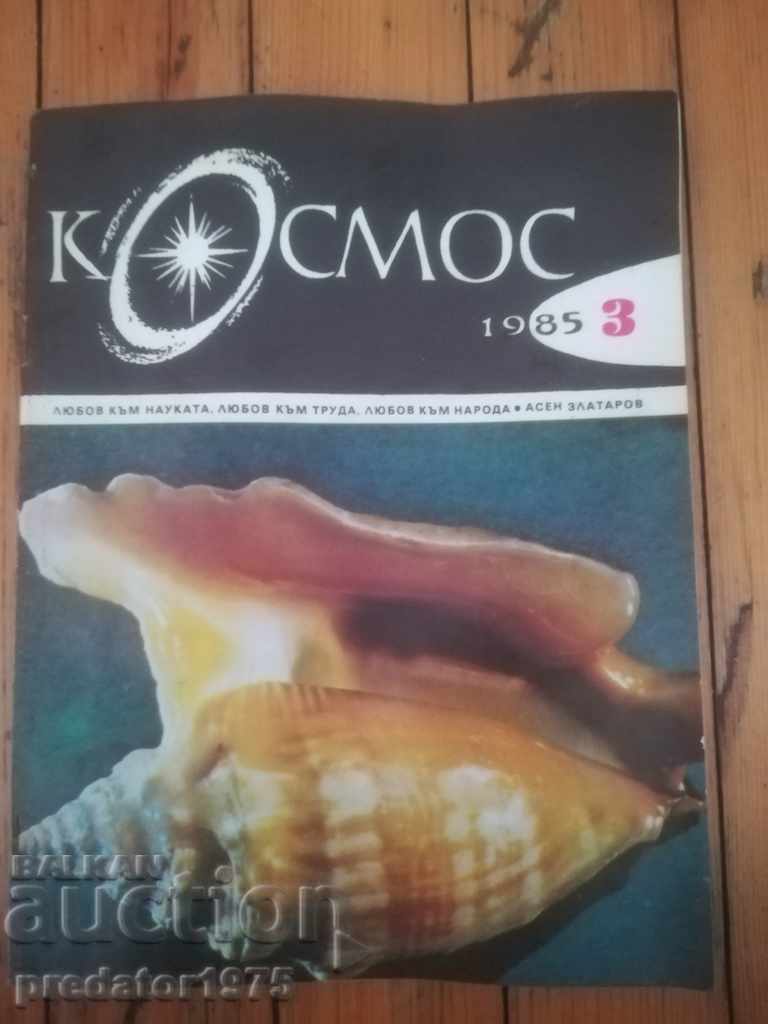 КОСМОС
1985 3
ЛЮБОВ КЪМ НАУКАТА, ЛЮБОВ КЪМ ТРУДА, ЛЮБОВ КЪМ НАРОДА • АСЕН ЗЛАТАРОВ
BALKAN
auction
predator1975